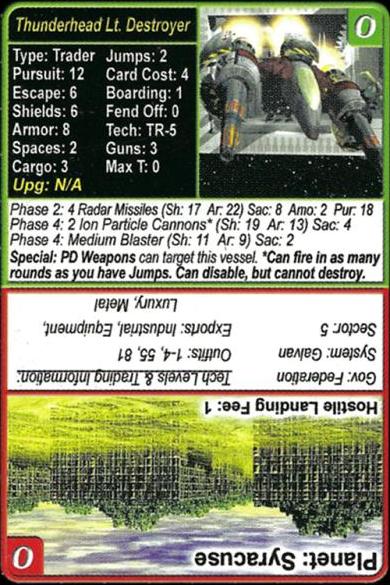 Thunderhead Lt. Destroyer
0
Type: Trader Jumps: 2
Pursuit: 12 Card Cost: 4
Escape: 6 Boarding: 1
Shields: 6 Fend Off: 0
Armor: 8 Tech: TR-5
Spaces: 2 Guns: 3
Cargo: 3 Max T: 0
Upg: N/A
Phase 2: 4 Radar Missiles (Sh: 17 Ar: 22) Sac: 8 Amo: 2 Pur: 18
Phase 4: 2 Ion Particle Cannons* (Sh: 19 Ar: 13) Sac: 4
Phase 4: Medium Blaster (Sh: 11 Ar: 9) Sac: 2
Special: PD Weapons can target this vessel. *Can fire in as many
rounds as you have Jumps. Can disable, but cannot destroy.
Planet: Syracuse
0
Hostile Landing Fee: 1
Gov: Federation
System: Galvan
Sector: 5
Tech Levels & Trading Information:
Outfits: 1-4, 55, 81
Exports: Industrial, Equipment,
Luxury, Metal